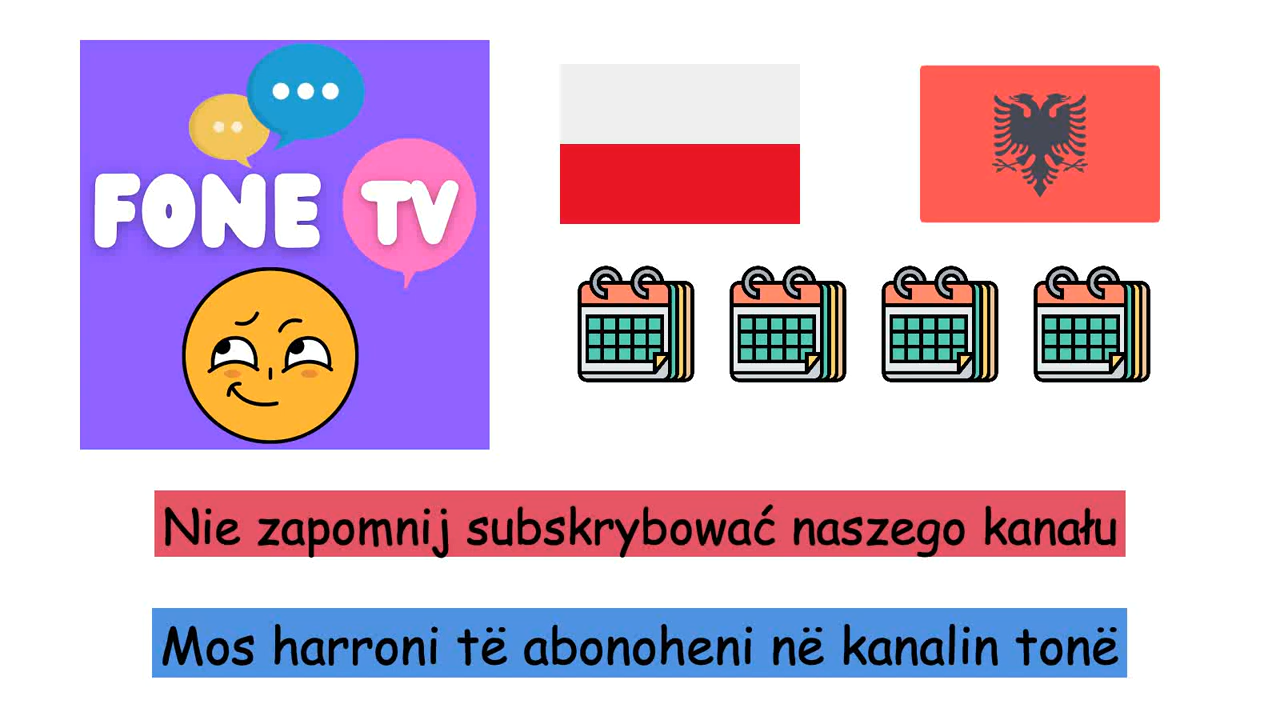 FONE TV
Nie zapomnij subskrybować naszego kanału
Mos harroni të abonoheni në kanalin tonë